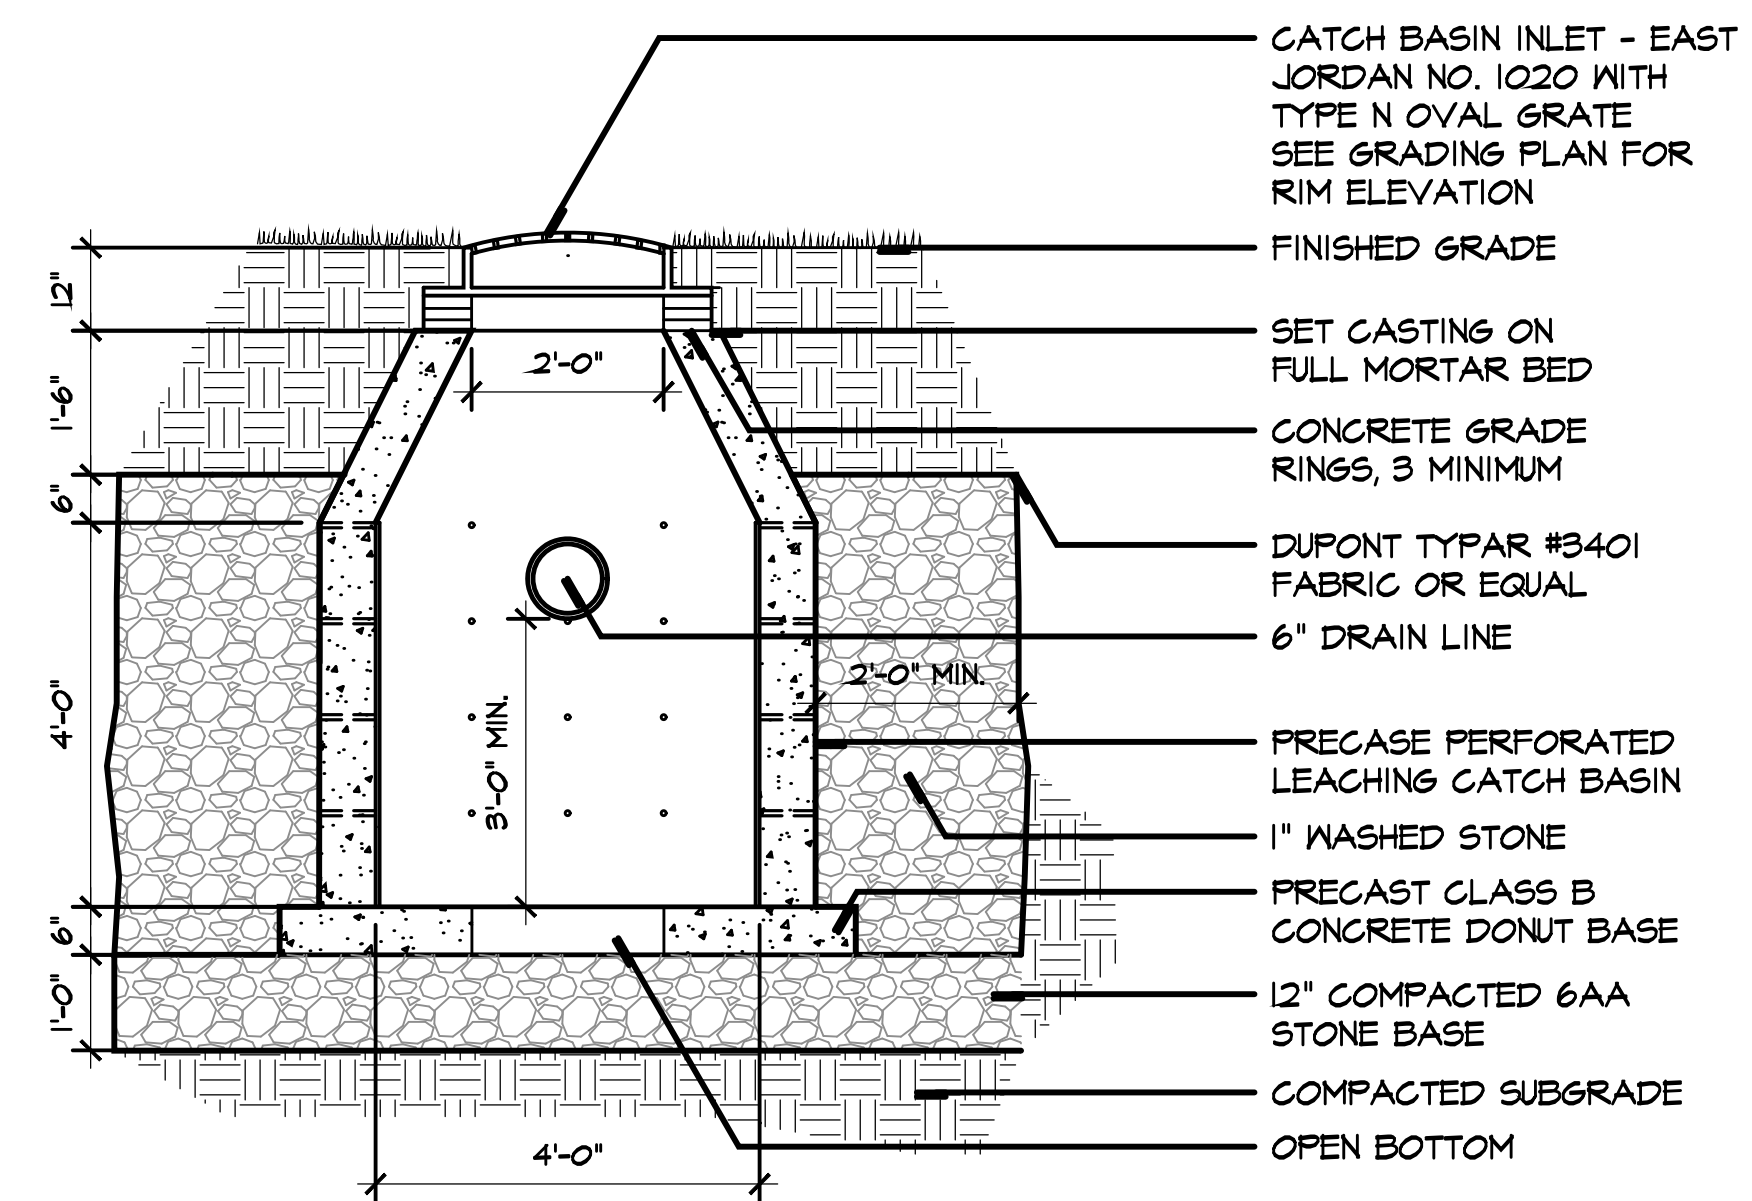 CATCH BASIN INLET - EAST
JORDAN NO. 1020 WITH
TYPE N OVAL GRATE
SEE GRADING PLAN FOR
RIM ELEVATION
FINISHED GRADE
SET CASTING ON
FULL MORTAR BED
CONCRETE GRADE
RINGS, 3 MINIMUM
DUPONT TYPAR #3401
FABRIC OR EQUAL
6" DRAIN LINE
PRECASE PERFORATED
LEACHING CATCH BASIN
1" WASHED STONE
PRECAST CLASS B
CONCRETE DONUT BASE
12" COMPACTED 6AA
STONE BASE
COMPACTED SUBGRADE
OPEN BOTTOM
12"
1'-6"
6"
4'-0"
6"
1'-0"
2'-0"
3'-0" MIN.
2'-0" MIN.
4'-0"